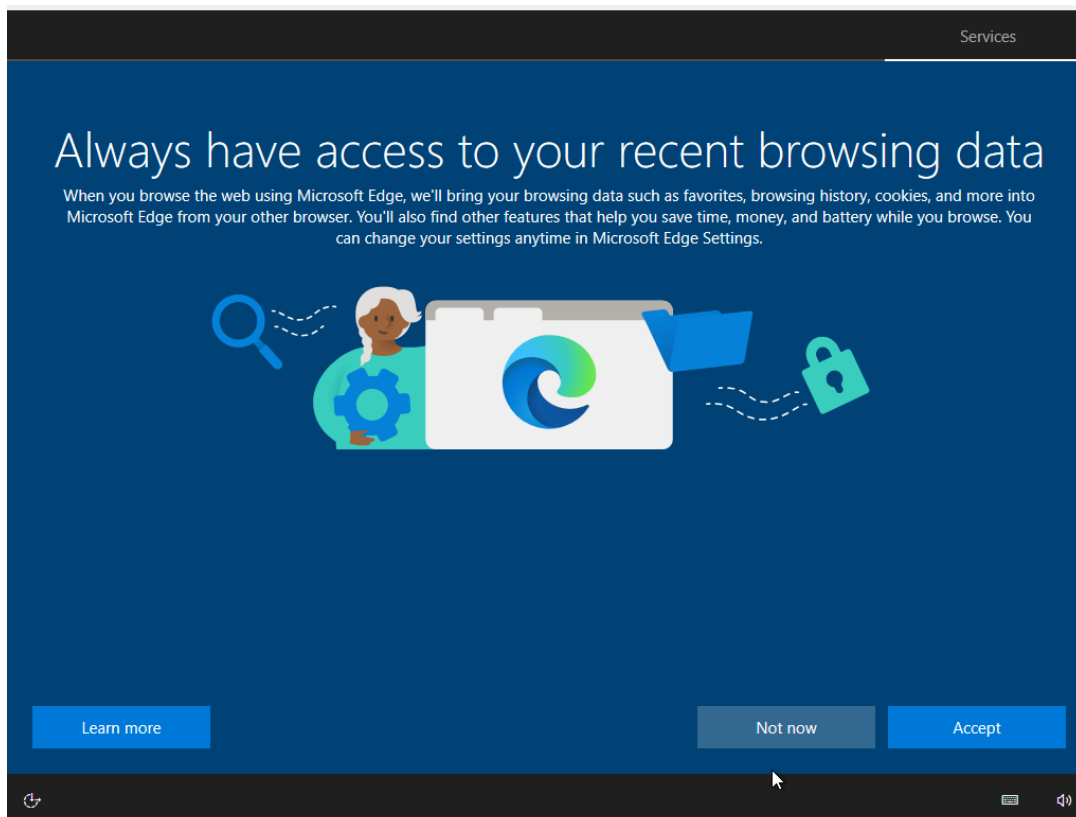 Services
Always have access to your recent browsing data
When you browse the web using Microsoft Edge, we'll bring your browsing data such as favorites, browsing history, cookies, and more into
Microsoft Edge from your other browser. You'll also find other features that help you save time, money, and battery while you browse. You
can change your settings anytime in Microsoft Edge Settings.
Learn more
Not now
Accept